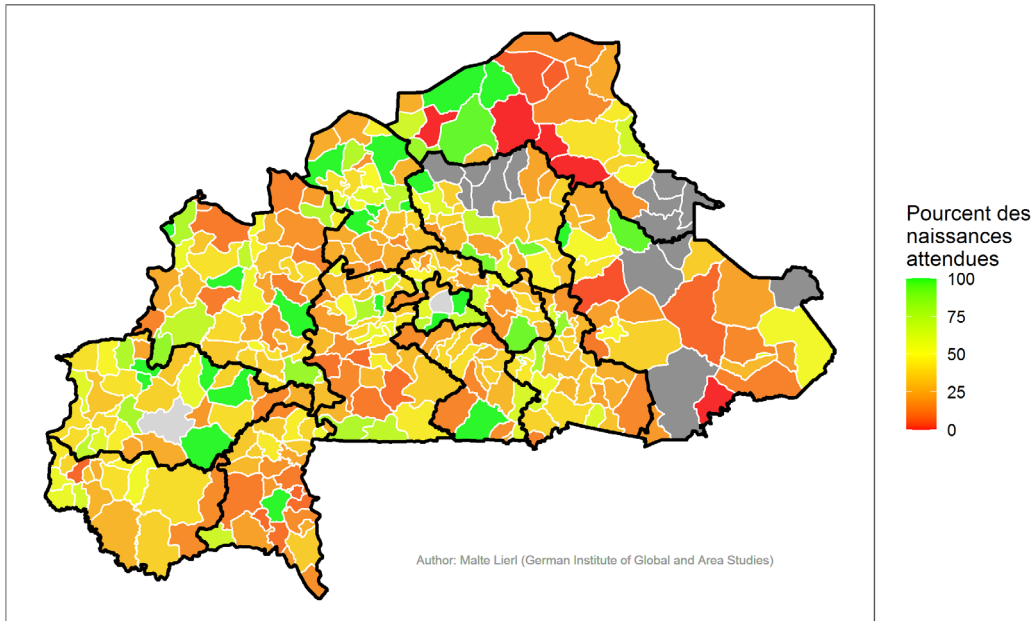 Pourcent des
naissances
attendues
100
75
50
25
0
Author: Malte Lierl (German Institute of Global and Area Studies)